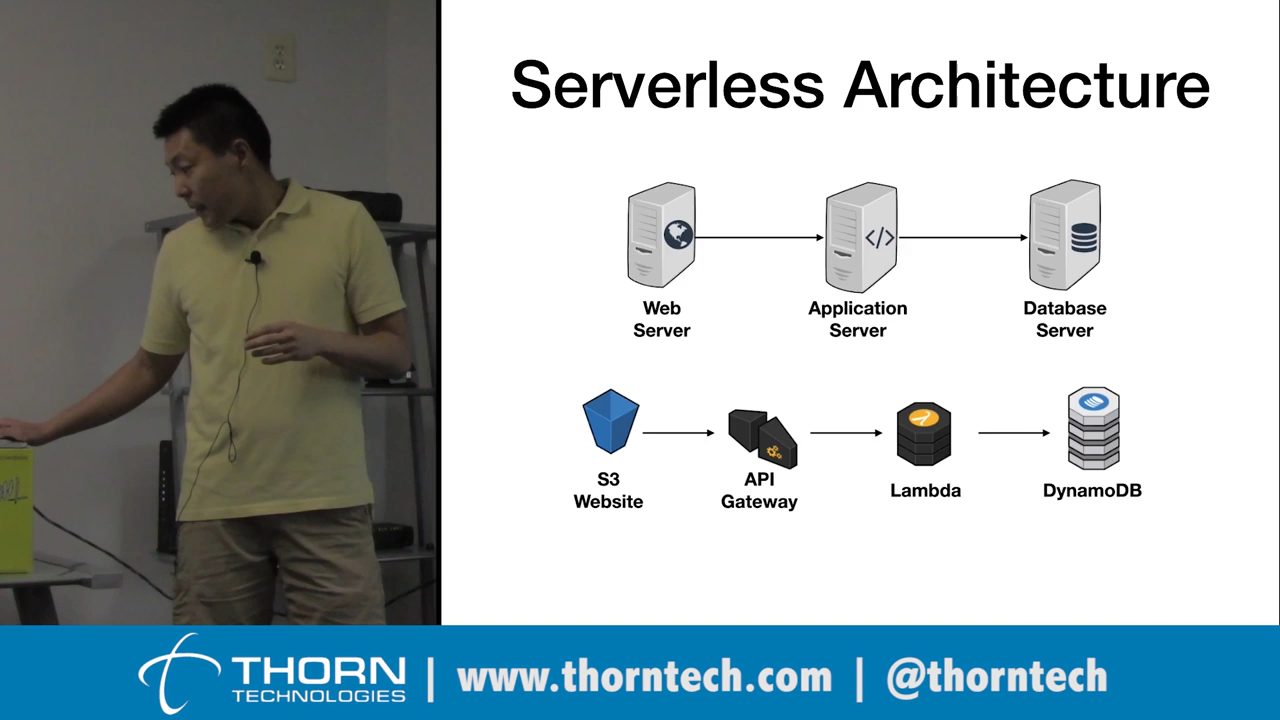 Serverless Architecture
Web
Server
Application
Server
Database
Server
S3
Website
API
Gateway
Lambda
DynamoDB
THORN
TECHNOLOGIES
| www.thorntech.com | @thorntech